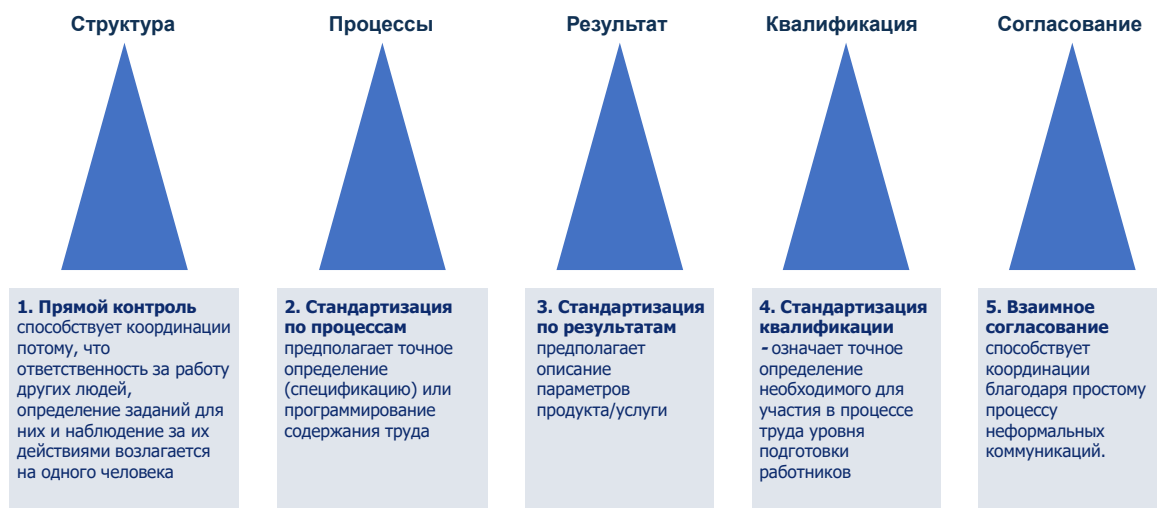 Структура
Процессы
Результат
Квалификация
Согласование
1. Прямой контроль
способствует координации
потому, что
ответственность за работу
других людей,
определение заданий для
них и наблюдение за их
действиями возлагается
на одного человека
2. Стандартизация
по процессам
предполагает точное
определение
(спецификацию) или
программирование
содержания труда
3. Стандартизация
по результатам
предполагает
описание
параметров
продукта/услуги
4. Стандартизация
квалификации
- означает точное
определение
необходимого для
участия в процессе
труда уровня
подготовки
работников
5. Взаимное
согласование
способствует
координации
благодаря простому
процессу
неформальных
коммуникаций.